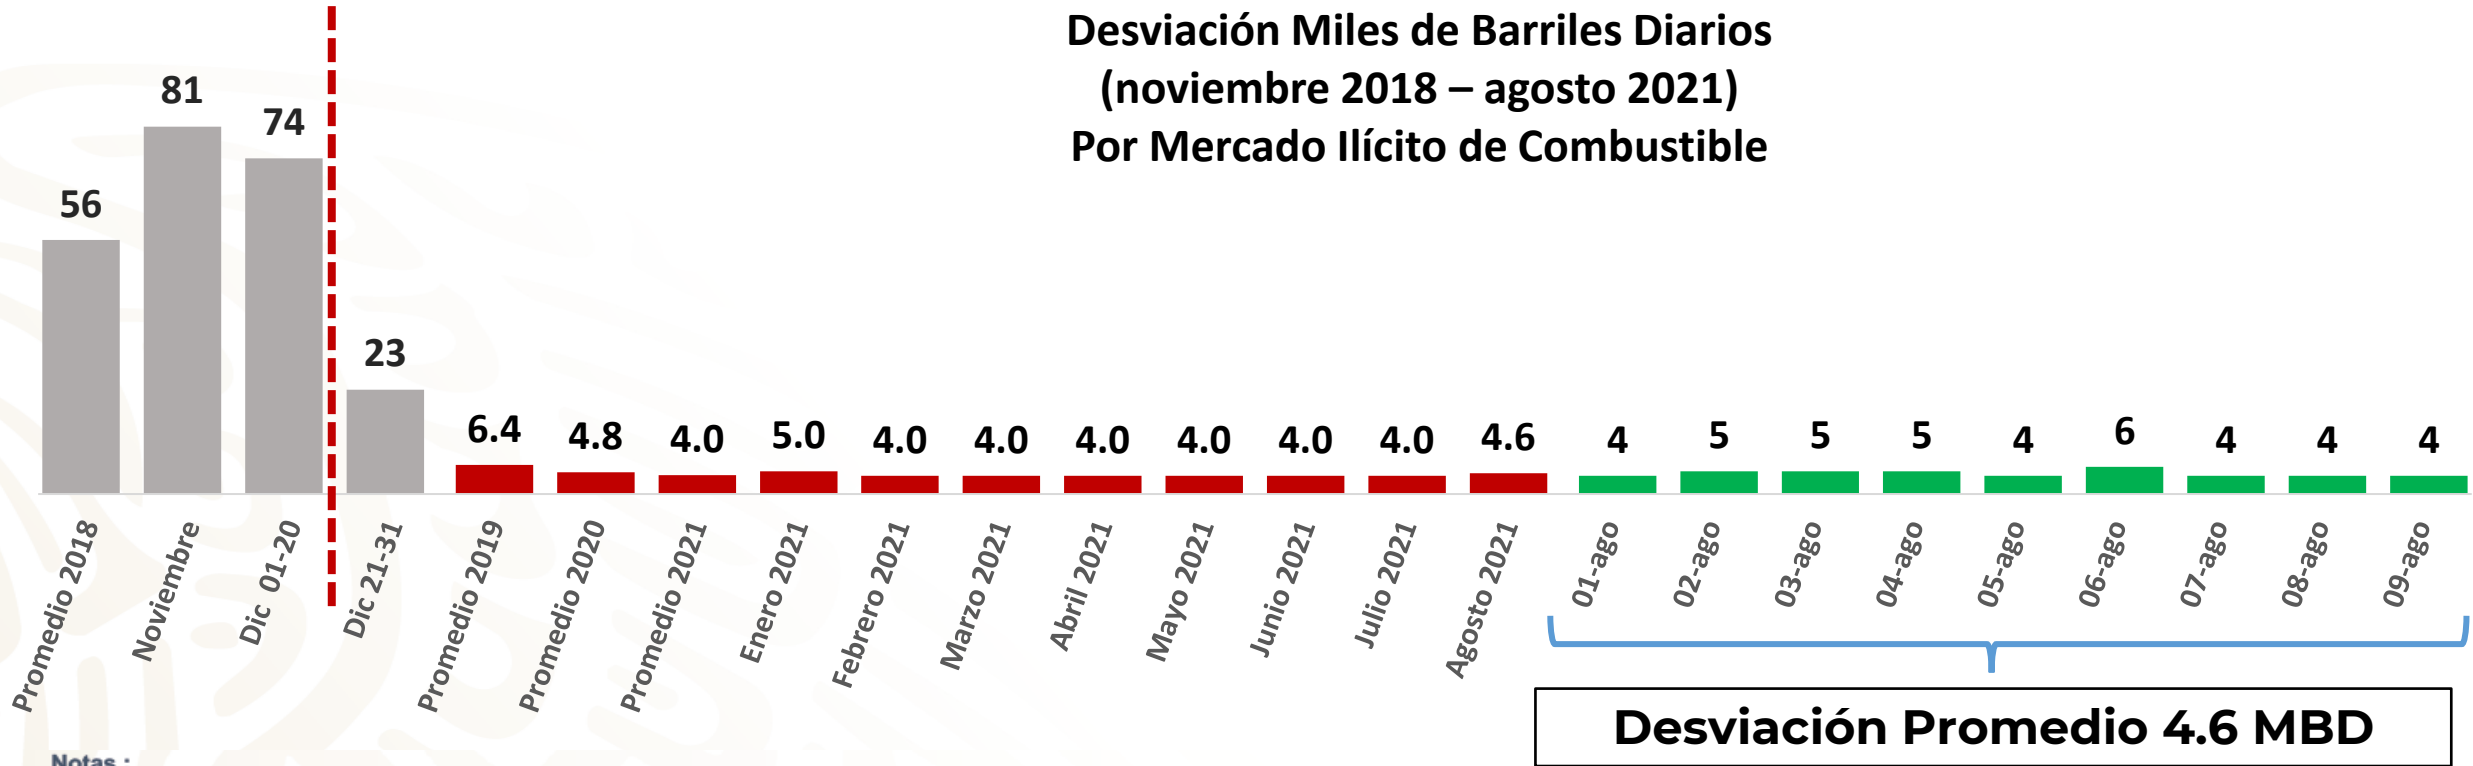 Desviación Miles de Barriles Diarios
(noviembre 2018 – agosto 2021)
Por Mercado Ilícito de Combustible
56
81
74
23
6.4
4.8
4.0
5.0
4.0
4.0
4.0
4.0
4.0
4.0
4.6
4
5
5
5
4
6
4
4
4
Promedio 2018
Noviembre
Dic 01-20
Dic 21-31
Promedio 2019
Promedio 2020
Promedio 2021
Enero 2021
Febrero 2021
Marzo 2021
Abril 2021
Mayo 2021
Junio 2021
Julio 2021
Agosto 2021
01-ago
02-ago
03-ago
04-ago
05-ago
06-ago
07-ago
08-ago
09-ago
Desviación Promedio 4.6 MBD
Notas :